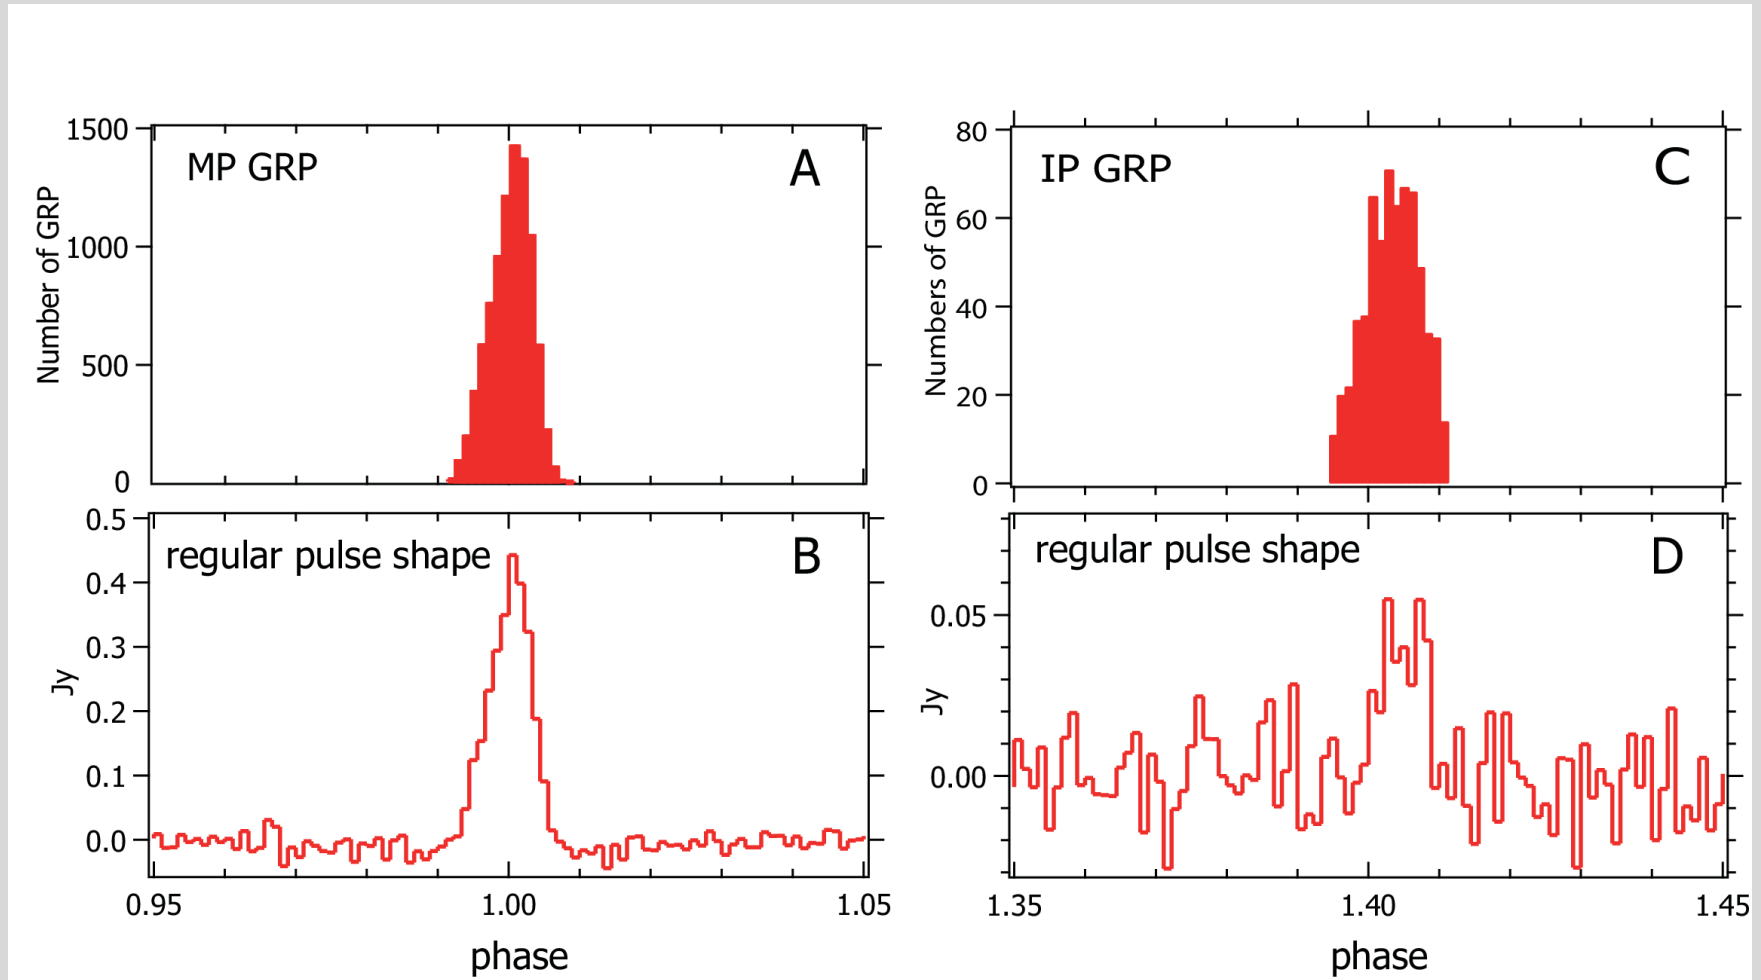 MP GRP
A
Number of GRP
1500
1000
500
0
IP GRP
C
Numbers of GRP
80
60
40
20
0
regular pulse shape
B
Jy
0.5
0.4
0.3
0.2
0.1
0.0
0.95 1.00 1.05
phase
regular pulse shape
D
Jy
0.05
0.00
1.35 1.40 1.45
phase